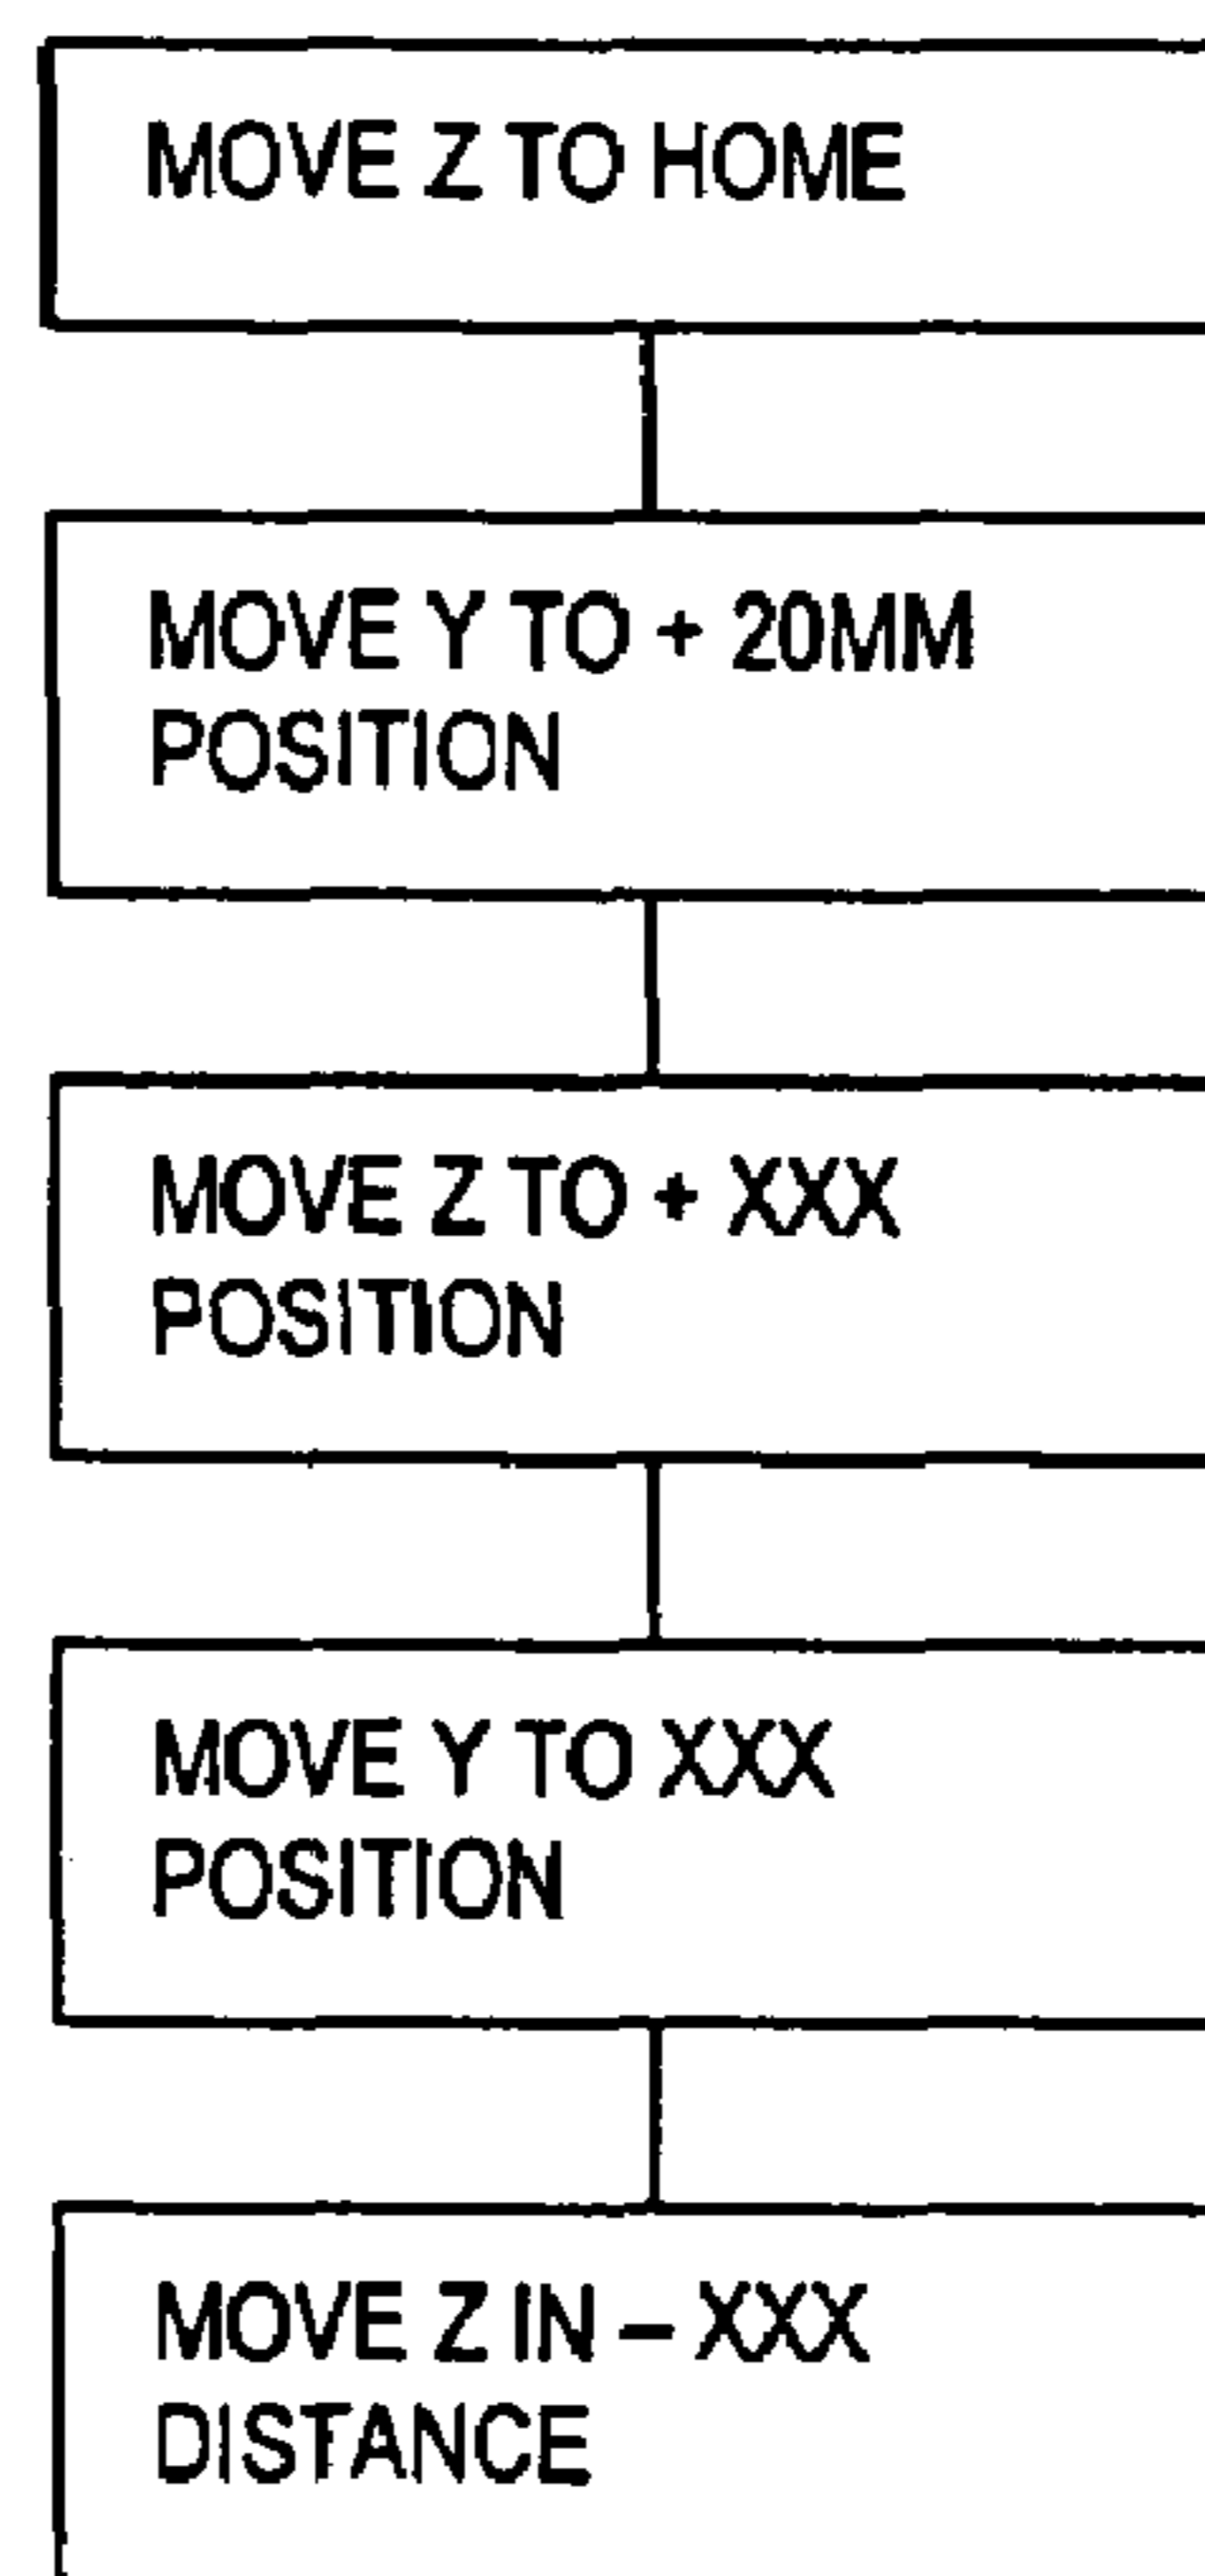 MOVE Z TO HOME
MOVE Y TO + 20MM
POSITION
MOVE Z TO + XXX
POSITION
MOVE Y TO XXX
POSITION
MOVE Z IN – XXX
DISTANCE